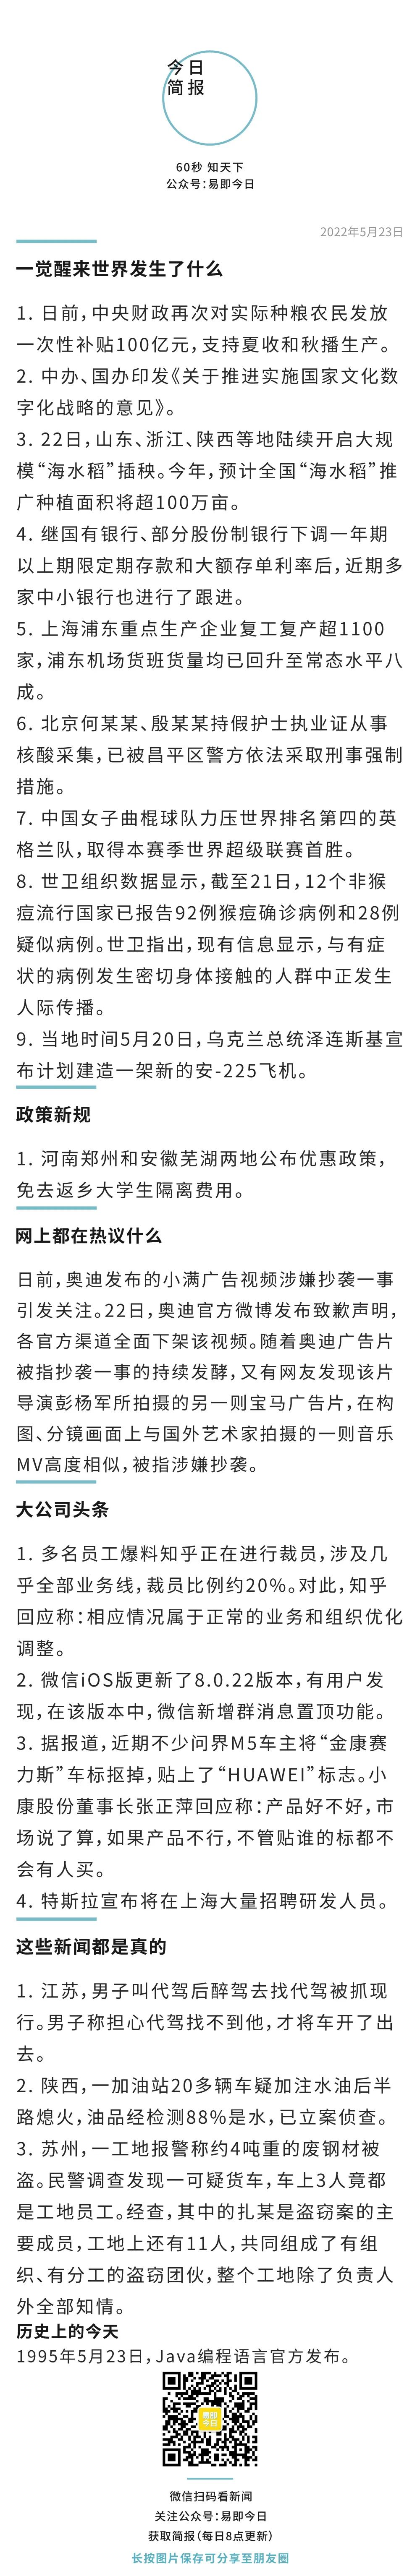 今日
简报
60秒 知天下
公众号：易即今日
2022年5月23日
一觉醒来世界发生了什么
1. 日前，中央财政再次对实际种粮农民发放
一次性补贴100亿元，支持夏收和秋播生产。
2. 中办、国办印发《关于推进实施国家文化数
字化战略的意见》。
3. 22日，山东、浙江、陕西等地陆续开启大规
模“海水稻”插秧。今年，预计全国“海水稻”推
广种植面积将超100万亩。
4. 继国有银行、部分股份制银行下调一年期
以上期限定期存款和大额存单利率后，近期多
家中小银行也进行了跟进。
5. 上海浦东重点生产企业复工复产超1100
家，浦东机场货班货量均已回升至常态水平八
成。
6. 北京何某某、殷某某持假护士执业证从事
核酸采集，已被昌平区警方依法采取刑事强制
措施。
7. 中国女子曲棍球队力压世界排名第四的英
格兰队，取得本赛季世界超级联赛首胜。
8. 世卫组织数据显示，截至21日，12个非猴
痘流行国家已报告92例猴痘确诊病例和28例
疑似病例。世卫指出，现有信息显示，与有症
状的病例发生密切身体接触的人群中正发生
人际传播。
9. 当地时间5月20日，乌克兰总统泽连斯基宣
布计划建造一架新的安-225飞机。
政策新规
1. 河南郑州和安徽芜湖两地公布优惠政策，
免去返乡大学生隔离费用。
网上都在热议什么
日前，奥迪发布的小满广告视频涉嫌抄袭一事
引发关注。22日，奥迪官方微博发布致歉声明，
各官方渠道全面下架该视频。随着奥迪广告片
被指抄袭一事的持续发酵，又有网友发现该片
导演彭杨军所拍摄的另一则宝马广告片，在构
图、分镜画面上与国外艺术家拍摄的一则音乐
MV高度相似，被指涉嫌抄袭。
大公司头条
1. 多名员工爆料知乎正在进行裁员，涉及几
乎全部业务线，裁员比例约20%。对此，知乎
回应称：相应情况属于正常的业务和组织优化
调整。
2. 微信iOS版更新了8.0.22版本，有用户发
现，在该版本中，微信新增群消息置顶功能。
3. 据报道，近期不少问界M5车主将“金康赛
力斯”车标抠掉，贴上了“HUAWEI”标志。小
康股份董事长张正萍回应称：产品好不好，市
场说了算，如果产品不行，不管贴谁的标都不
会有人买。
4. 特斯拉宣布将在上海大量招聘研发人员。
这些新闻都是真的
1. 江苏，男子叫代驾后醉驾去找代驾被抓现
行。男子称担心代驾找不到他，才将车开了出
去。
2. 陕西，一加油站20多辆车疑加注水油后半
路熄火，油品经检测88%是水，已立案侦查。
3. 苏州，一工地报警称约4吨重的废钢材被
盗。民警调查发现一可疑货车，车上3人竟都
是工地员工。经查，其中的扎某是盗窃案的主
要成员，工地上还有11人，共同组成了有组
织、有分工的盗窃团伙，整个工地除了负责人
外全部知情。
历史上的今天
1995年5月23日，Java编程语言官方发布。
易即
今日
微信扫码看新闻
关注公众号：易即今日
获取简报（每日8点更新）
长按图片保存可分享至朋友圈